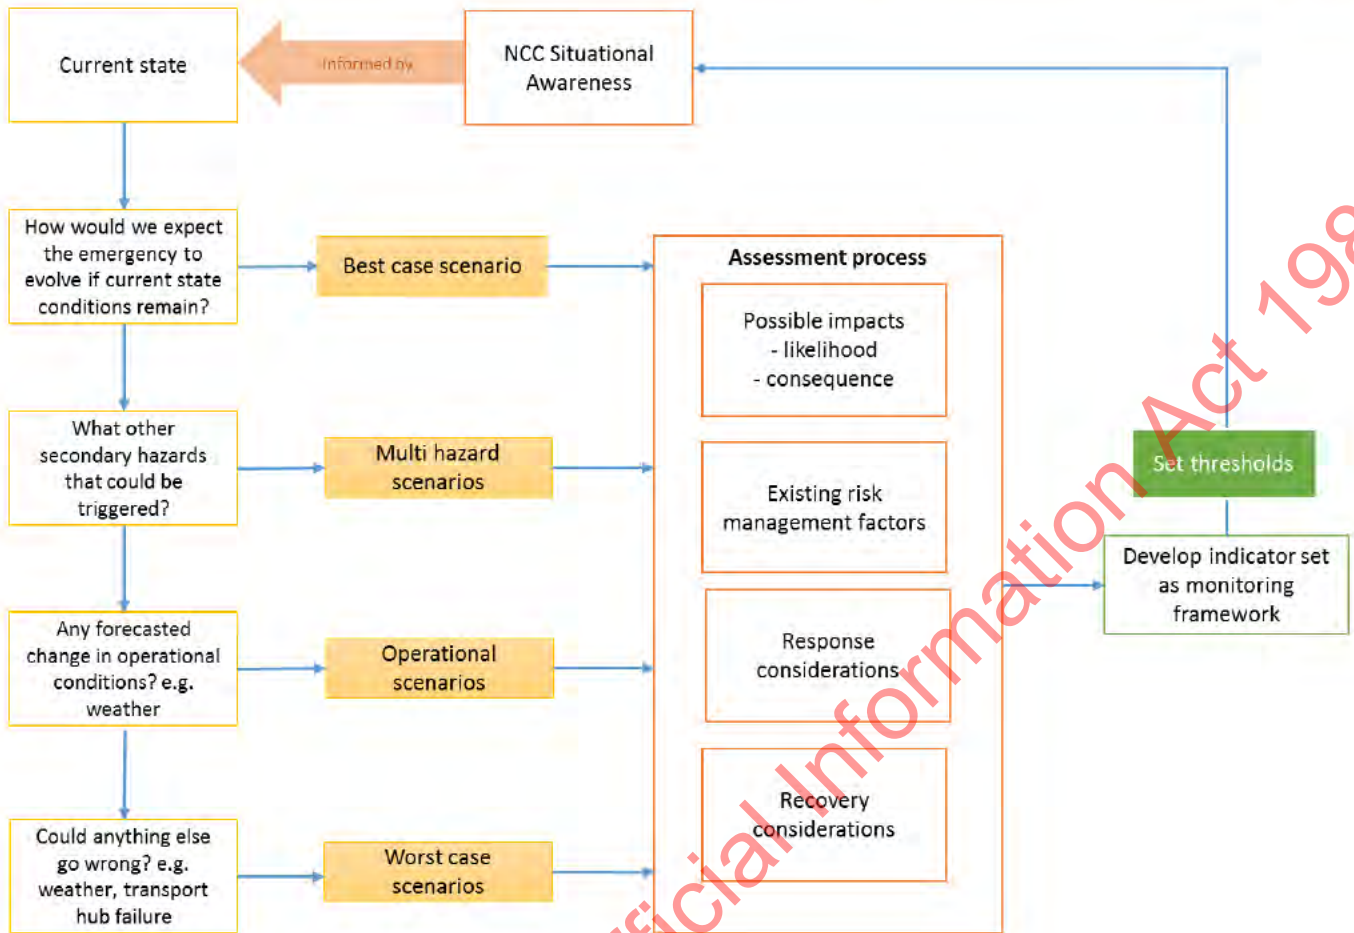 Current state
Informed by
NCC Situational
Awareness
How would we expect
the emergency to
evolve if current state
conditions remain?
Best case scenario
Assessment process
Possible impacts
- likelihood
- consequence
What other
secondary hazards
that could be
triggered?
Multi hazard
scenarios
Existing risk
management factors
Set thresholds
Develop indicator set
as monitoring
framework
Any forecasted
change in operational
conditions? e.g.
weather
Operational
scenarios
Response
considerations
Recovery
considerations
Could anything else
go wrong? e.g.
weather, transport
hub failure
Worst case
scenarios
Official Information Act 198